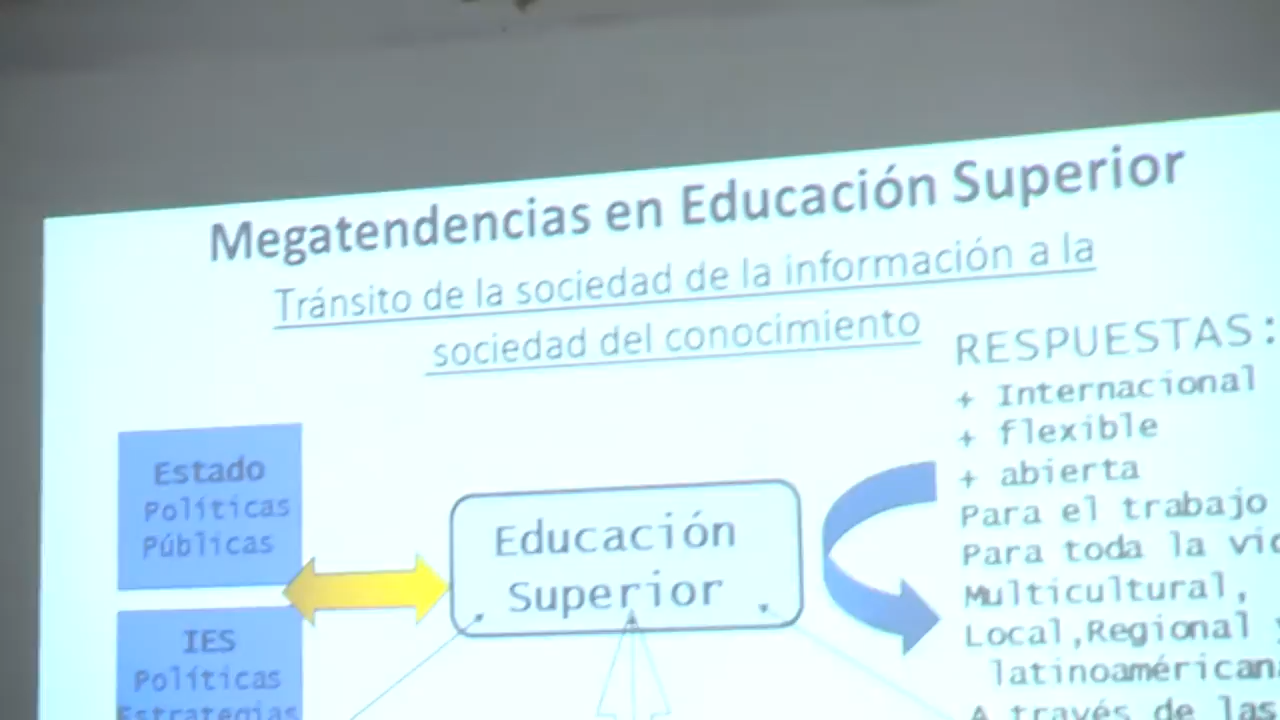 Megatendencias en Educación Superior
Tránsito de la sociedad de la información a la
sociedad del conocimiento
Estado
Políticas
Públicas
IES
Políticas
Estrategias
Educación
Superior
RESPUESTAS:
+ Internacional
+ flexible
+ abierta
Para el trabajo
Para toda la
Multicultural,
Local,Regional y
latinoaméricana
A través de las